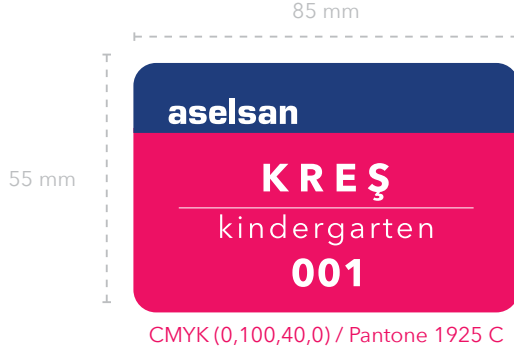 85 mm
55 mm
aselsan
KREŞ
kindergarten
001
CMYK (0,100,40,0) / Pantone 1925 C